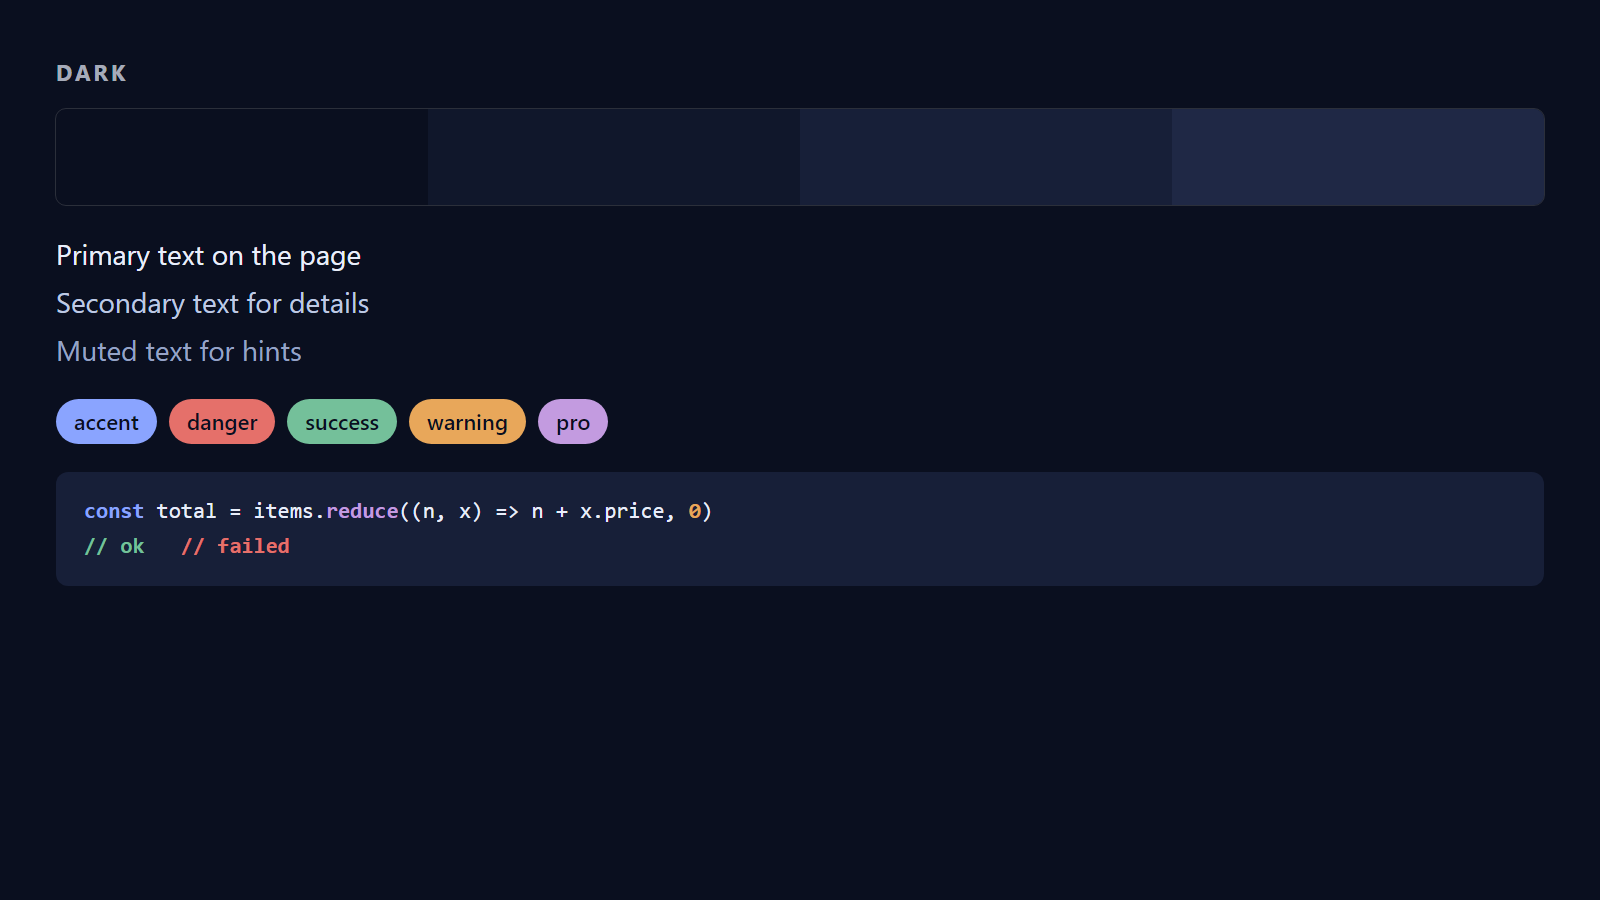 DARK
Primary text on the page
Secondary text for details
Muted text for hints
accent danger success warning pro
const total = items.reduce((n, x) => n + x.price, 0)
// ok   // failed